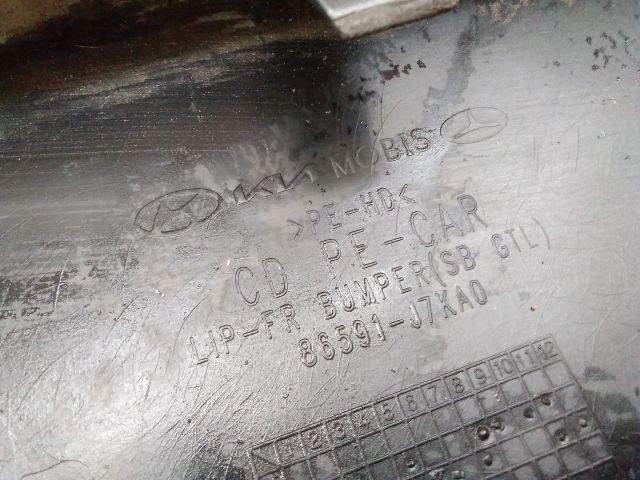 KIA MOBIS
>PE-HD<
CD PE-CAR
LIP-FR BUMPER(SB GTL)
86591-J7KA0
1 2 3 4 5 6 7 8 9 10 11 12